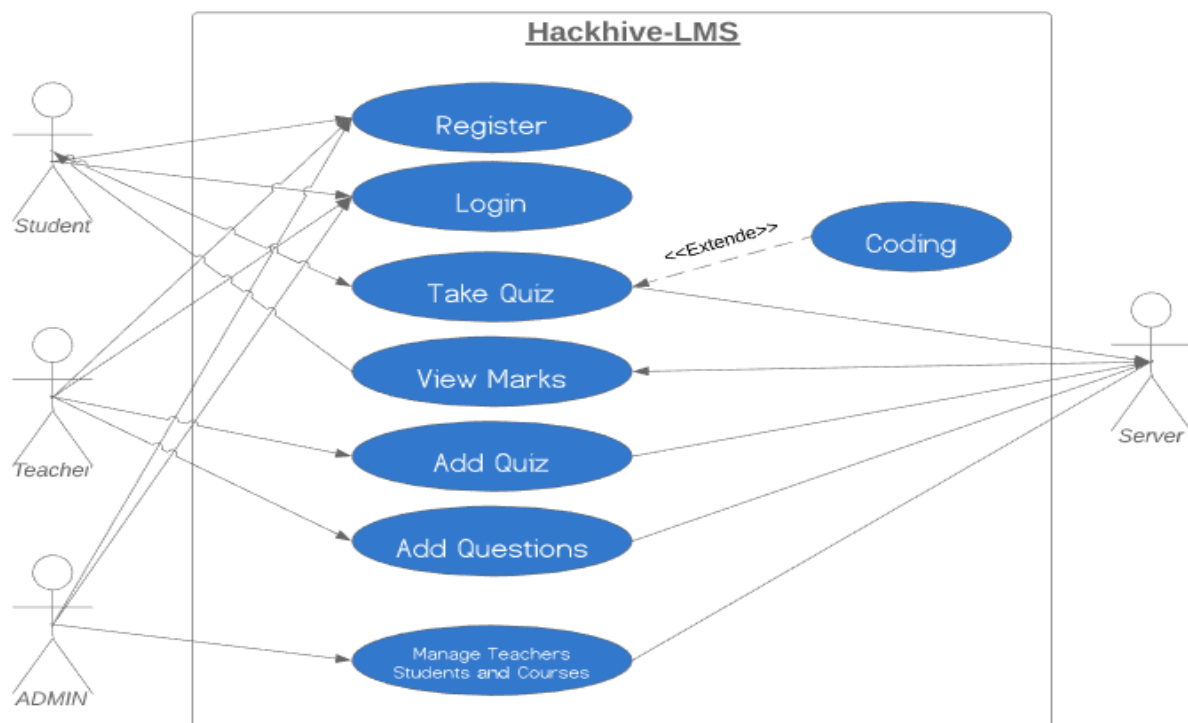 Hackhive-LMS
Register
Student
Login
<<Extende>>
Coding
Take Quiz
View Marks
Server
Teacher
Add Quiz
Add Questions
Manage Teachers
Students and Courses
ADMIN